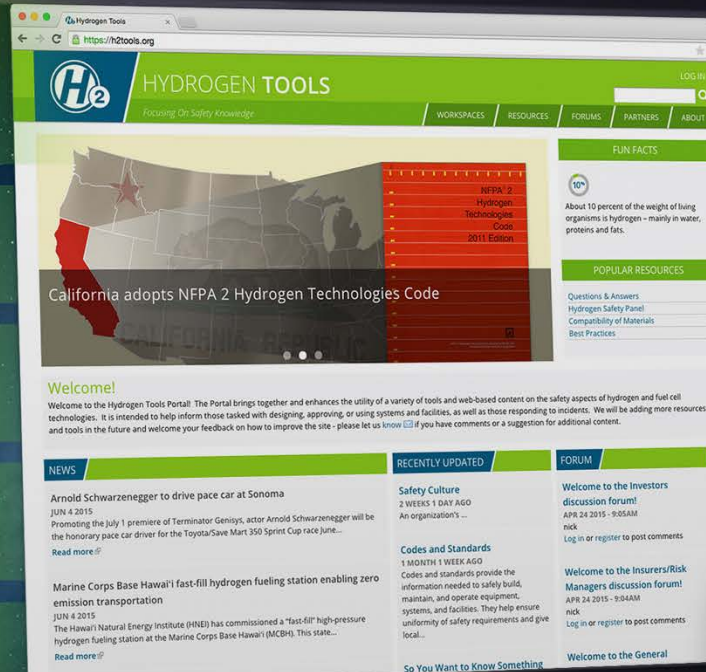 Hydrogen Tools
https://h2tools.org
H2
HYDROGEN TOOLS
Focusing On Safety Knowledge
LOG IN
WORKSPACES
RESOURCES
FORUMS
PARTNERS
ABOUT
NFPA 2
Hydrogen
Technologies
Code
2011 Edition
California adopts NFPA 2 Hydrogen Technologies Code
CALIFORNIA REPUBLIC
FUN FACTS
10%
About 10 percent of the weight of living
organisms is hydrogen – mainly in water,
proteins and fats.
POPULAR RESOURCES
Questions & Answers
Hydrogen Safety Panel
Compatibility of Materials
Best Practices
Welcome!
Welcome to the Hydrogen Tools Portal! The Portal brings together and enhances the utility of a variety of tools and web-based content on the safety aspects of hydrogen and fuel cell
technologies. It is intended to help inform those tasked with designing, approving, or using systems and facilities, as well as those responding to incidents. We will be adding more resources
and tools in the future and welcome your feedback on how to improve the site - please let us know if you have comments or a suggestion for additional content.
NEWS
Arnold Schwarzenegger to drive pace car at Sonoma
JUN 4 2015
Promoting the July 1 premiere of Terminator Genisys, actor Arnold Schwarzenegger will be
the honorary pace car driver for the Toyota/Save Mart 350 Sprint Cup race June...
Read more
Marine Corps Base Hawai'i fast-fill hydrogen fueling station enabling zero
emission transportation
JUN 4 2015
The Hawai'i Natural Energy Institute (HNEI) has commissioned a "fast-fill" high-pressure
hydrogen fueling station at the Marine Corps Base Hawai'i (MCBH). This state...
Read more
RECENTLY UPDATED
Safety Culture
2 WEEKS 1 DAY AGO
An organization's ...
Codes and Standards
1 MONTH 1 WEEK AGO
Codes and standards provide the
information needed to safely build,
maintain, and operate equipment,
systems, and facilities. They help ensure
uniformity of safety requirements and give
local...
So You Want to Know Something
FORUM
Welcome to the Investors
discussion forum!
APR 24 2015 - 9:05AM
nick
Log in or register to post comments
Welcome to the Insurers/Risk
Managers discussion forum!
APR 24 2015 - 9:04AM
nick
Log in or register to post comments
Welcome to the General